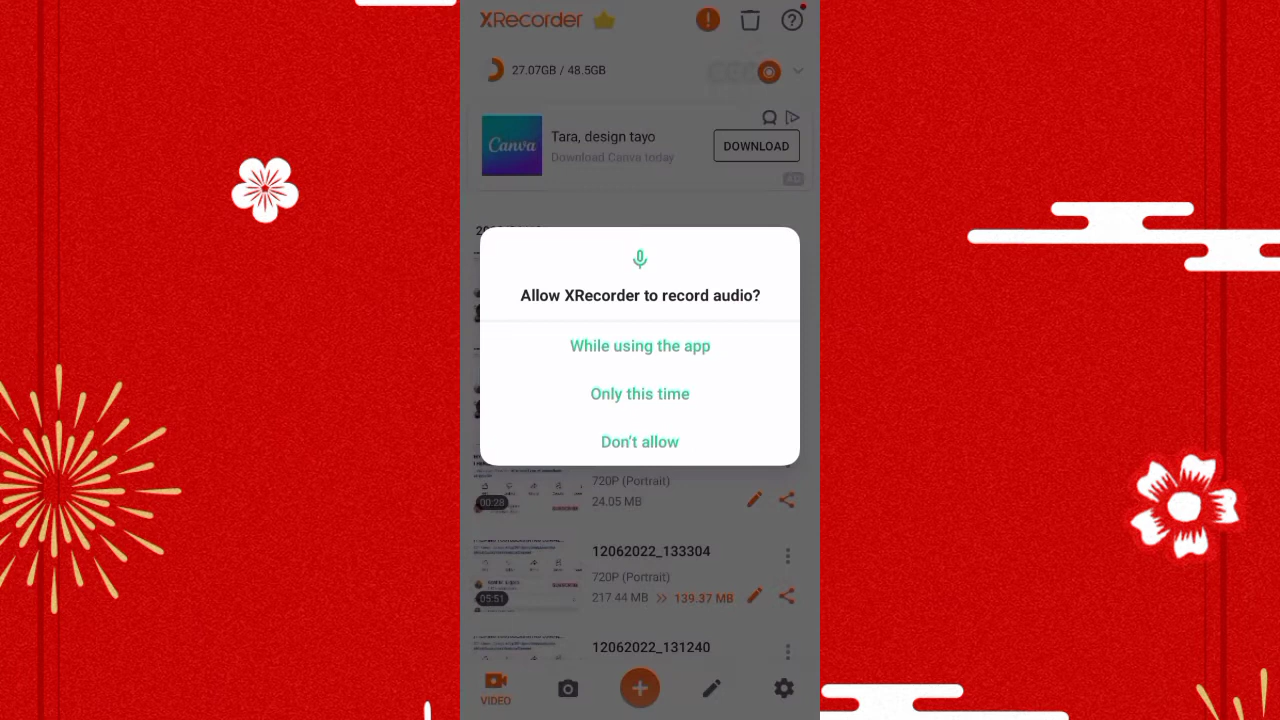 XRecorder
27.07GB / 48.5GB
Canva
Tara, design tayo
Download Canva today
DOWNLOAD
Allow XRecorder to record audio?
While using the app
Only this time
Don't allow
00:28
720P (Portrait)
24.05 MB
05:51
12062022_133304
720P (Portrait)
217.44 MB >> 139.37 MB
12062022_131240
VIDEO